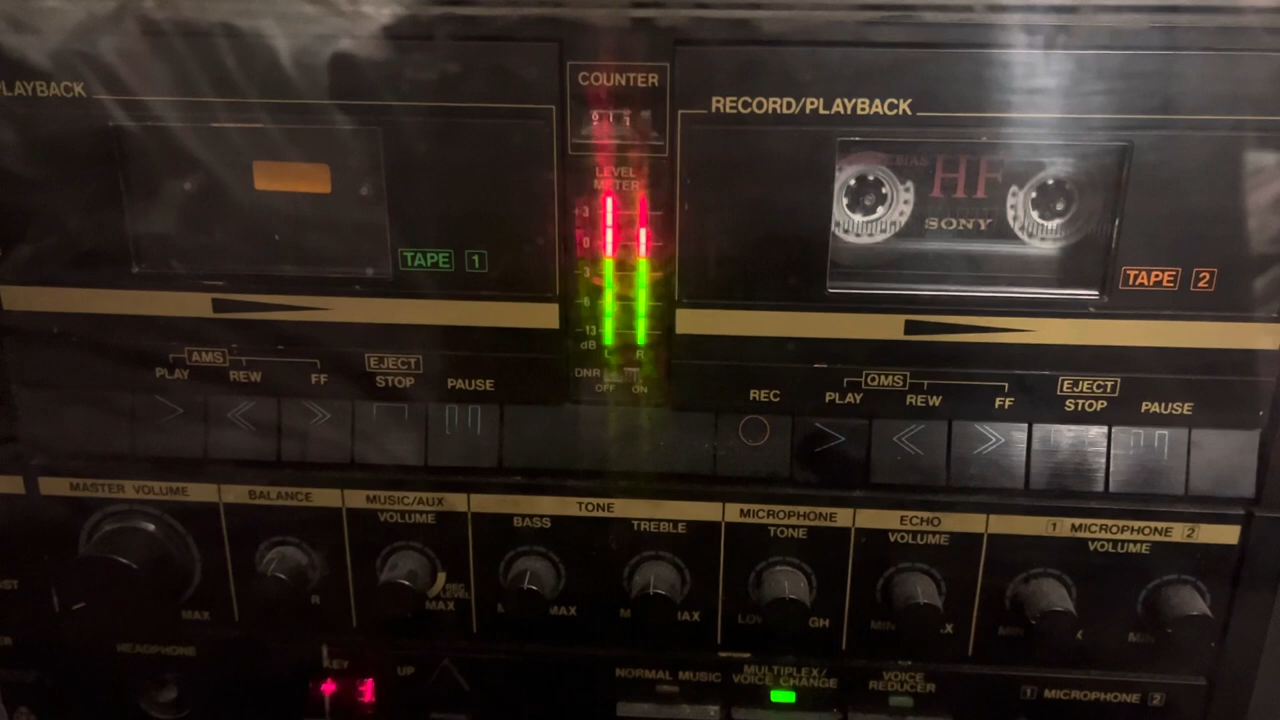 PLAYBACK
TAPE 1
COUNTER
LEVEL
METER
+3
0
-3
-6
-13
dB
L R
DNR
OFF ON
RECORD/PLAYBACK
BIAS
HF
SONY
TAPE 2
AMS
PLAY REW FF
EJECT
STOP
PAUSE
REC
QMS
PLAY REW FF
EJECT
STOP
PAUSE
MASTER VOLUME
MAX
BALANCE
R
MUSIC/AUX
VOLUME
REC
LEVEL
MAX
TONE
BASS TREBLE
MICROPHONE
TONE
ECHO
VOLUME
MIN
1 MICROPHONE 2
VOLUME
HEADPHONE
KEY
UP
NORMAL MUSIC
MULTIPLEX/
VOICE CHANGE
VOICE
REDUCER
1 MICROPHONE 2